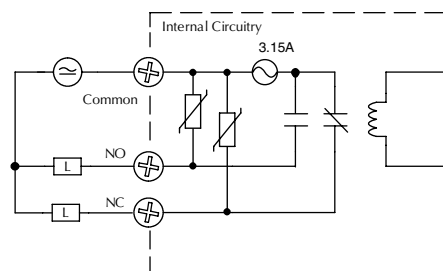 Internal Circuitry
3.15A
Common
NO
L
NC
L